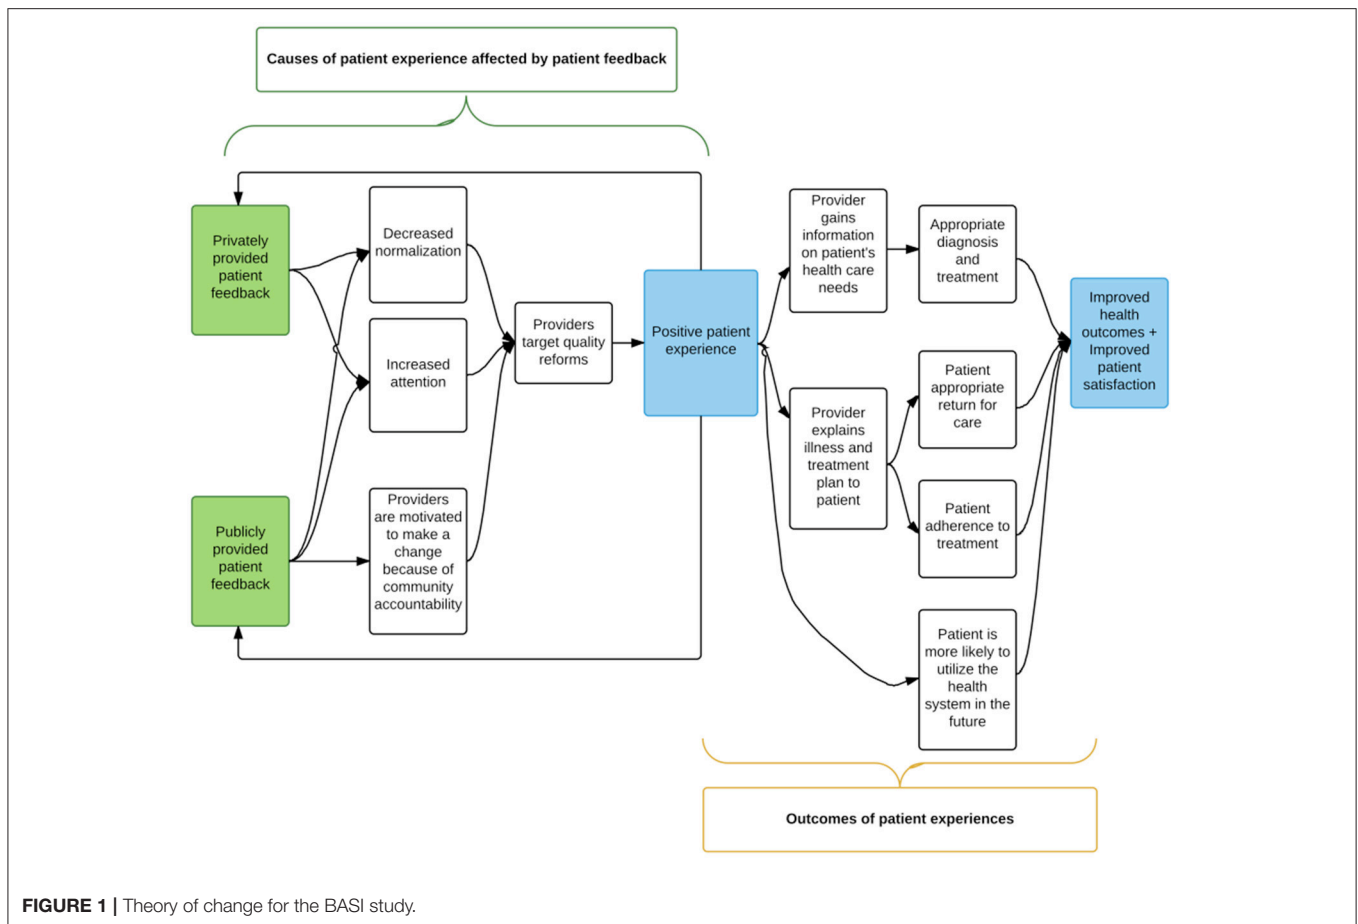 Causes of patient experience affected by patient feedback
Privately
provided
patient
feedback
Publicly
provided
patient
feedback
Decreased
normalization
Increased
attention
Providers
are motivated
to make a
change
because of
community
accountability
Providers
target quality
reforms
Positive patient
experience
Provider
gains
information
on patient's
health care
needs
Provider
explains
illness and
treatment
plan to
patient
Appropriate
diagnosis
and
treatment
Patient
appropriate
return for
care
Patient
adherence to
treatment
Patient is
more likely to
utilize the
health
system in the
future
Improved
health
outcomes +
Improved
patient
satisfaction
Outcomes of patient experiences
FIGURE 1 | Theory of change for the BASI study.